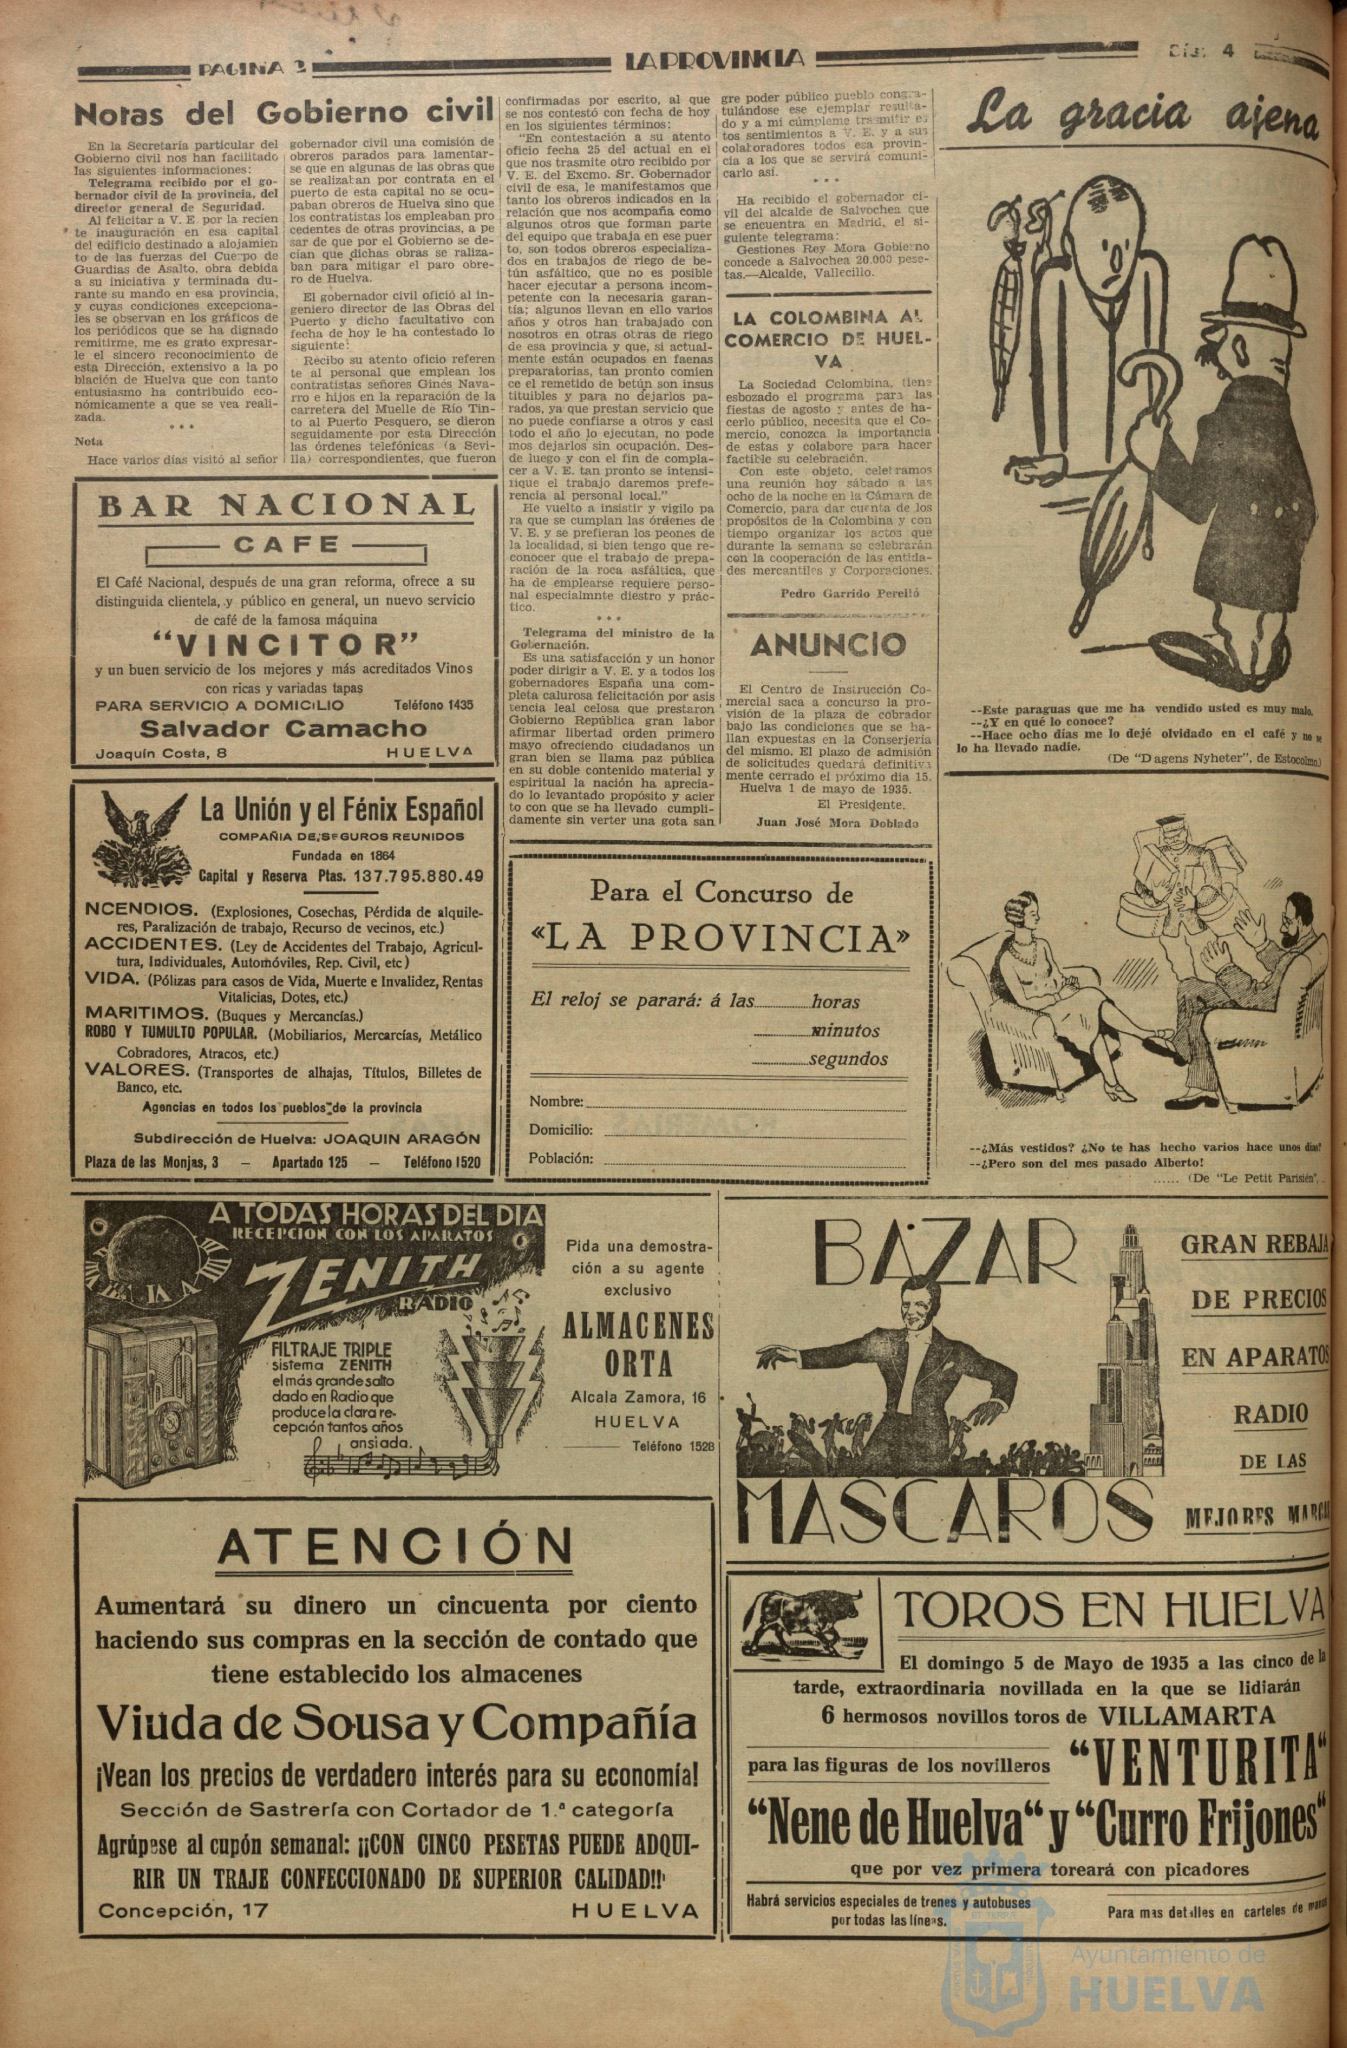 PAGINA 2
LA PROVINCIA
Día 4
Notas del Gobierno civil
En la Secretaría particular del
Gobierno civil nos han facilitado
las siguientes informaciones:
Telegrama recibido por el go-
bernador civil de la provincia, del
director general de Seguridad.
Al felicitar a V. E. por la recien
te inauguración en esa capital
del edificio destinado a alojamien
to de las fuerzas del Cuerpo de
Guardias de Asalto, obra debida
a su iniciativa y terminada du-
rante su mando en esa provincia,
y cuyas condiciones excepciona-
les se observan en los gráficos de
los periódicos que se ha dignado
remitirme, me es grato expresar-
le el sincero reconocimiento de
esta Dirección, extensivo a la po
blación de Huelva que con tanto
entusiasmo ha contribuido eco-
nómicamente a que se vea reali-
zada.
* * *
Nota
Hace varios días visitó al señor
gobernador civil una comisión de
obreros parados para lamentar-
se que en algunas de las obras que
se realizaban por contrata en el
puerto de esta capital no se ocu-
paban obreros de Huelva sino que
los contratistas los empleaban pro
cedentes de otras provincias, a pe
sar de que por el Gobierno se de-
cían que dichas obras se ralizaba-
ban para mitigar el paro obre-
ro de Huelva.
El gobernador civil ofició al in-
geniero director de las Obras del
Puerto y dicho facultativo con
fecha de hoy le ha contestado lo
siguiente:
Recibo su atento oficio referen
te al personal que emplean los
contratistas señores Ginés Nava-
rro e hijos en la reparación de la
carretera del Muelle de Río Tin-
to al Puerto Pesquero, se dieron
seguidamente por esta Dirección
las órdenes telefónicas (a Sevi-
lla) correspondientes, que fueron
confirmadas por escrito, al que
se nos contestó con fecha de hoy
en los siguientes términos:
"En contestación a su atento
oficio fecha 25 del actual en el
que nos trasmite otro recibido por
V. E. del Excmo. Sr. Gobernador
civil de esa, le manifestamos que
tanto los obreros indicados en la
relación que nos acompaña como
algunos otros que forman parte
del equipo que trabaja en ese puer
to, son todos obreros especializa-
dos en trabajos de riego de be-
tún asfáltico, que no es posible
hacer ejecutar a persona incom-
petente con la necesaria garan-
tía; algunos llevan en ello varios
años y otros han trabajado con
nosotros en otras obras de riego
de esa provincia y que, si actual-
mente están ocupados en faenas
preparatorias, tan pronto comien
ce el remetido de betún son insus
tituibles y para no dejarlos pa-
rados, ya que prestan servicio que
no puede confiarse a otros y casi
todo el año lo ejecutan, no pode
mos dejarlos sin ocupación. Des-
de luego y con el fin de compla-
cer a V. E. tan pronto se intensi-
fique el trabajo daremos prefe-
rencia al personal local."
He vuelto a insistir y vigilo pa
ra que se cumplan las órdenes de
V. E. y se prefieran los peones de
la localidad, si bien tengo que re-
conocer que el trabajo de prepa-
ración de la roca asfáltica, que
ha de emplearse requiere perso-
nal especialmnte diestro y prác-
tico.
* * *
Telegrama del ministro de la
Gobernación.
Es una satisfacción y un honor
poder dirigir a V. E. y a todos los
gobernadores España una com-
pleta calurosa felicitación por asis
tencia leal celosa que prestaron
Gobierno República gran labor
afirmar libertad orden primero
mayo ofreciendo ciudadanos un
gran bien se llama paz pública
en su doble contenido material y
espiritual la nación ha aprecia-
do lo levantado propósito y acier
to con que se ha llevado cumpli-
damente sin verter una gota san
gre poder público pueblo congra-
tulándose ese ejemplar resulta-
do y a mi cúmpleme trasmitir es
tos sentimientos a V. E. y a sus
colaboradores todos esa provin-
cia a los que se servirá comuni-
carlo así.
* * *
Ha recibido el gobernador ci-
vil del alcalde de Salvochea que
se encuentra en Madrid, el si-
guiente telegrama:
Gestiones Rey Mora Gobierno
concede a Salvochea 20.000 pese-
tas.—Alcalde, Vallecillo.
LA COLOMBINA AL
COMERCIO DE HUEL-
VA
La Sociedad Colombina, tiene
esbozado el programa para las
fiestas de agosto y antes de ha-
cerlo público, necesita que el Co-
mercio, conozca la importancia
de estas y colabore para hacer
factible su celebración.
Con este objeto, celebramos
una reunión hoy sábado a las
ocho de la noche en la Cámara de
Comercio, para dar cuenta de los
propósitos de la Colombina y con
tiempo organizar los actos que
durante la semana se celebrarán
con la cooperación de las entida-
des mercantiles y Corporaciones.
Pedro Garrido Perelló
ANUNCIO
El Centro de Instrucción Co-
mercial saca a concurso la pro-
visión de la plaza de cobrador
bajo las condiciones que se ha-
llan expuestas en la Conserjería
del mismo. El plazo de admisión
de solicitudes quedará definitiva
mente cerrado el próximo día 15.
Huelva 1 de mayo de 1935.
El Presidente.
Juan José Mora Doblado
La gracia ajena
--Este paraguas que me ha vendido usted es muy malo.
--¿Y en qué lo conoce?
--Hace ocho días me lo dejé olvidado en el café y no se
lo ha llevado nadie.
(De "Dagens Nyheter", de Estocolmo)
--¿Más vestidos? ¿No te has hecho varios hace unos días?
--¿Pero son del mes pasado Alberto!
...... (De "Le Petit Parisién",
BAR NACIONAL
CAFE
El Café Nacional, después de una gran reforma, ofrece a su
distinguida clientela, y público en general, un nuevo servicio
de café de la famosa máquina
"VINCITOR"
y un buen servicio de los mejores y más acreditados Vinos
con ricas y variadas tapas
PARA SERVICIO A DOMICILIO Teléfono 1435
Salvador Camacho
Joaquín Costa, 8 HUELVA
La Unión y el Fénix Español
COMPAÑIA DE SEGUROS REUNIDOS
Fundada en 1864
Capital y Reserva Ptas. 137.795.880.49
NCENDIOS. (Explosiones, Cosechas, Pérdida de alquile-
res, Paralización de trabajo, Recurso de vecinos, etc.)
ACCIDENTES. (Ley de Accidentes del Trabajo, Agricul-
tura, Individuales, Automóviles, Rep. Civil, etc)
VIDA. (Pólizas para casos de Vida, Muerte e Invalidez, Rentas
Vitalicias, Dotes, etc.)
MARITIMOS. (Buques y Mercancías.)
ROBO Y TUMULTO POPULAR. (Mobiliarios, Mercarcías, Metálico
Cobradores, Atracos, etc.)
VALORES. (Transportes de alhajas, Títulos, Billetes de
Banco, etc.
Agencias en todos los pueblos de la provincia
Subdirección de Huelva: JOAQUIN ARAGÓN
Plaza de las Monjas, 3 — Apartado 125 — Teléfono 1520
Para el Concurso de
«LA PROVINCIA»
El reloj se parará: á las horas
minutos
segundos
Nombre:
Domicilio:
Población:
A TODAS HORAS DEL DIA
RECEPCION CON LOS APARATOS
ZENITH
RADIO
FILTRAJE TRIPLE
sistema ZENITH
el más grande salto
dado en Radio que
produce la clara re-
cepción tantos años
ansiada.
Pida una demostra-
ción a su agente
exclusivo
ALMACENES
ORTA
Alcala Zamora, 16
HUELVA
Teléfono 1528
BAZAR
MASCAROS
GRAN REBAJA
DE PRECIOS
EN APARATOS
RADIO
DE LAS
MEJORES MARCAS
ATENCIÓN
Aumentará su dinero un cincuenta por ciento
haciendo sus compras en la sección de contado que
tiene establecido los almacenes
Viuda de Sousa y Compañía
¡Vean los precios de verdadero interés para su economía!
Sección de Sastrería con Cortador de 1.ª categoría
Agrúpese al cupón semanal: ¡¡CON CINCO PESETAS PUEDE ADQUI-
RIR UN TRAJE CONFECCIONADO DE SUPERIOR CALIDAD!!
Concepción, 17 HUELVA
TOROS EN HUELVA
El domingo 5 de Mayo de 1935 a las cinco de la
tarde, extraordinaria novillada en la que se lidiarán
6 hermosos novillos toros de VILLAMARTA
para las figuras de los novilleros "VENTURITA"
"Nene de Huelva" y "Curro Frijones"
que por vez primera toreará con picadores
Habrá servicios especiales de trenes y autobuses
por todas las líneas.
Para mas detalles en carteles de mano
Ayuntamiento de
HUELVA